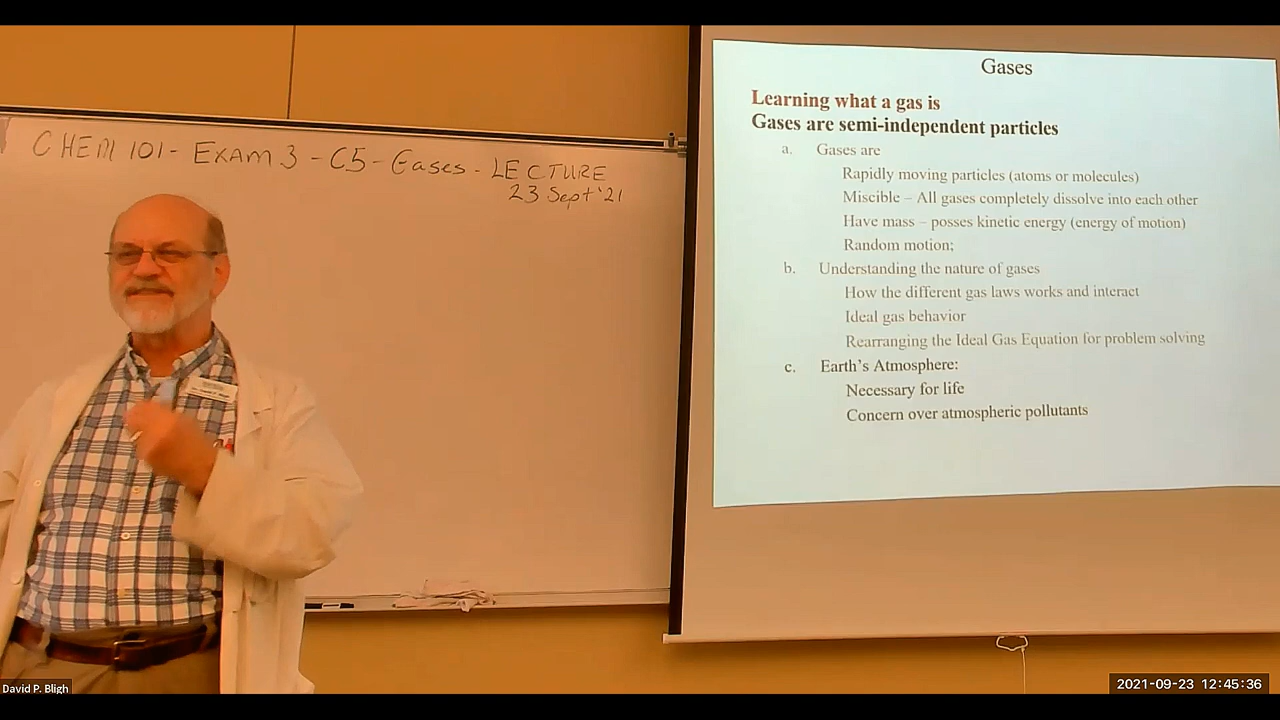 CHEM 101 - EXAM 3 - C5 - Gases - LECTURE
23 Sept '21
Gases
Learning what a gas is
Gases are semi-independent particles
a. Gases are
Rapidly moving particles (atoms or molecules)
Miscible – All gases completely dissolve into each other
Have mass – posses kinetic energy (energy of motion)
Random motion;
b. Understanding the nature of gases
How the different gas laws works and interact
Ideal gas behavior
Rearranging the Ideal Gas Equation for problem solving
c. Earth's Atmosphere:
Necessary for life
Concern over atmospheric pollutants
David P. Bligh
2021-09-23 12:45:36